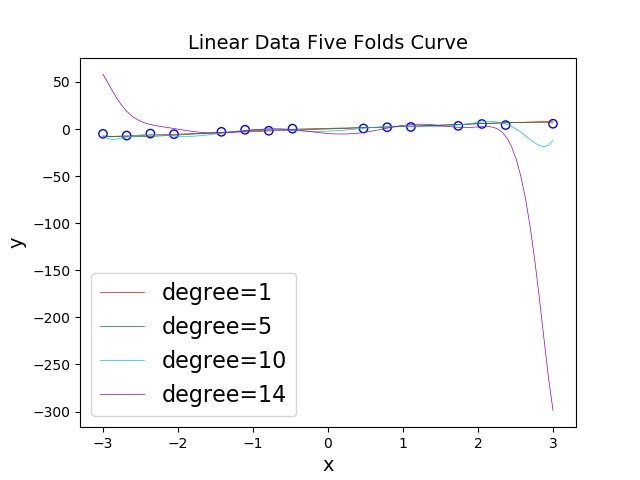 Linear Data Five Folds Curve
50
0
−50
−100
−150
−200
−250
−300
y
degree=1
degree=5
degree=10
degree=14
−3 −2 −1 0 1 2 3
x